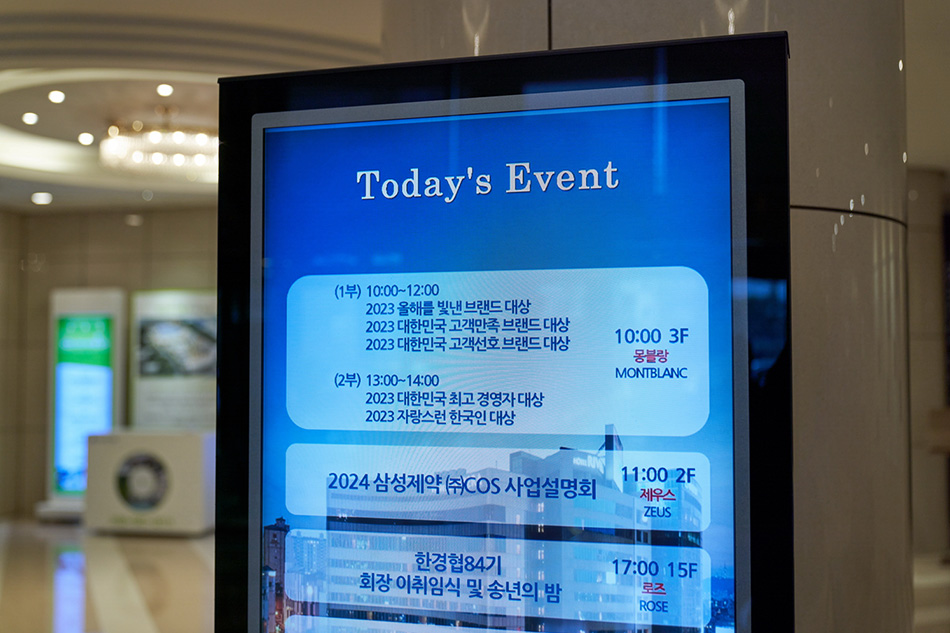 Today's Event
(1부) 10:00~12:00
2023 올해를 빛낸 브랜드 대상
2023 대한민국 고객만족 브랜드 대상
2023 대한민국 고객선호 브랜드 대상
(2부) 13:00~14:00
2023 대한민국 최고 경영자 대상
2023 자랑스런 한국인 대상
10:00 3F
몽블랑
MONTBLANC
2024 삼성제약 ㈜COS 사업설명회
11:00 2F
제우스
ZEUS
한경협84기
회장 이취임식 및 송년의 밤
17:00 15F
로즈
ROSE